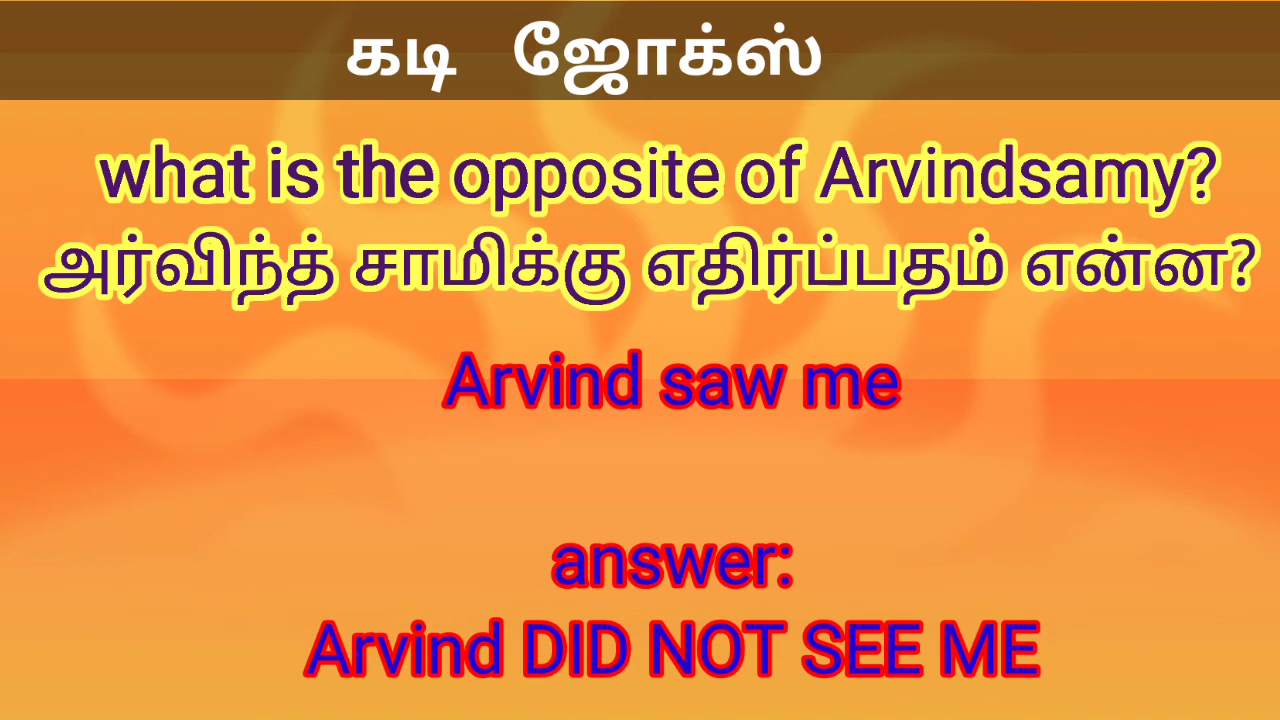 கடி ஜோக்ஸ்
what is the opposite of Arvindsamy?
அர்விந்த் சாமிக்கு எதிர்ப்பதம் என்ன?
Arvind saw me
answer:
Arvind DID NOT SEE ME